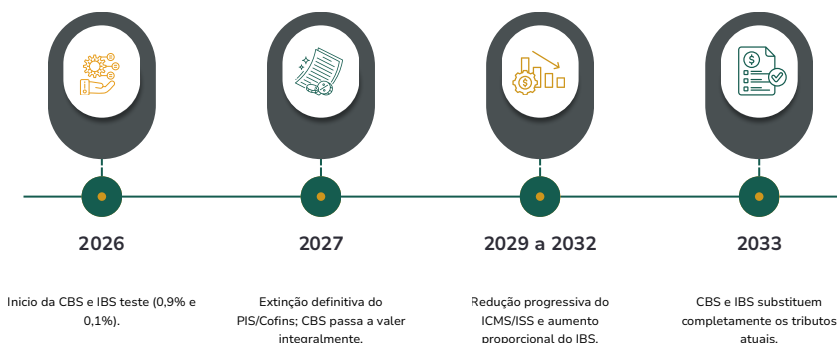 2026
Inicio da CBS e IBS teste (0,9% e
0,1%).
2027
Extinção definitiva do
PIS/Cofins; CBS passa a valer
integralmente.
2029 a 2032
Redução progressiva do
ICMS/ISS e aumento
proporcional do IBS.
2033
CBS e IBS substituem
completamente os tributos
atuais.